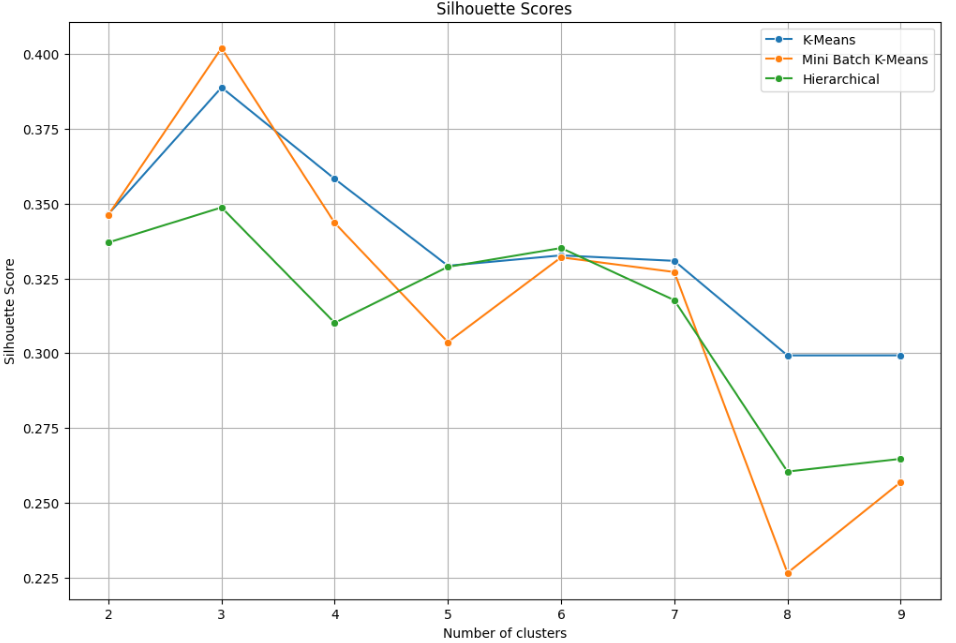 Silhouette Scores
K-Means
Mini Batch K-Means
Hierarchical
Silhouette Score
0.400
0.375
0.350
0.325
0.300
0.275
0.250
0.225
2 3 4 5 6 7 8 9
Number of clusters